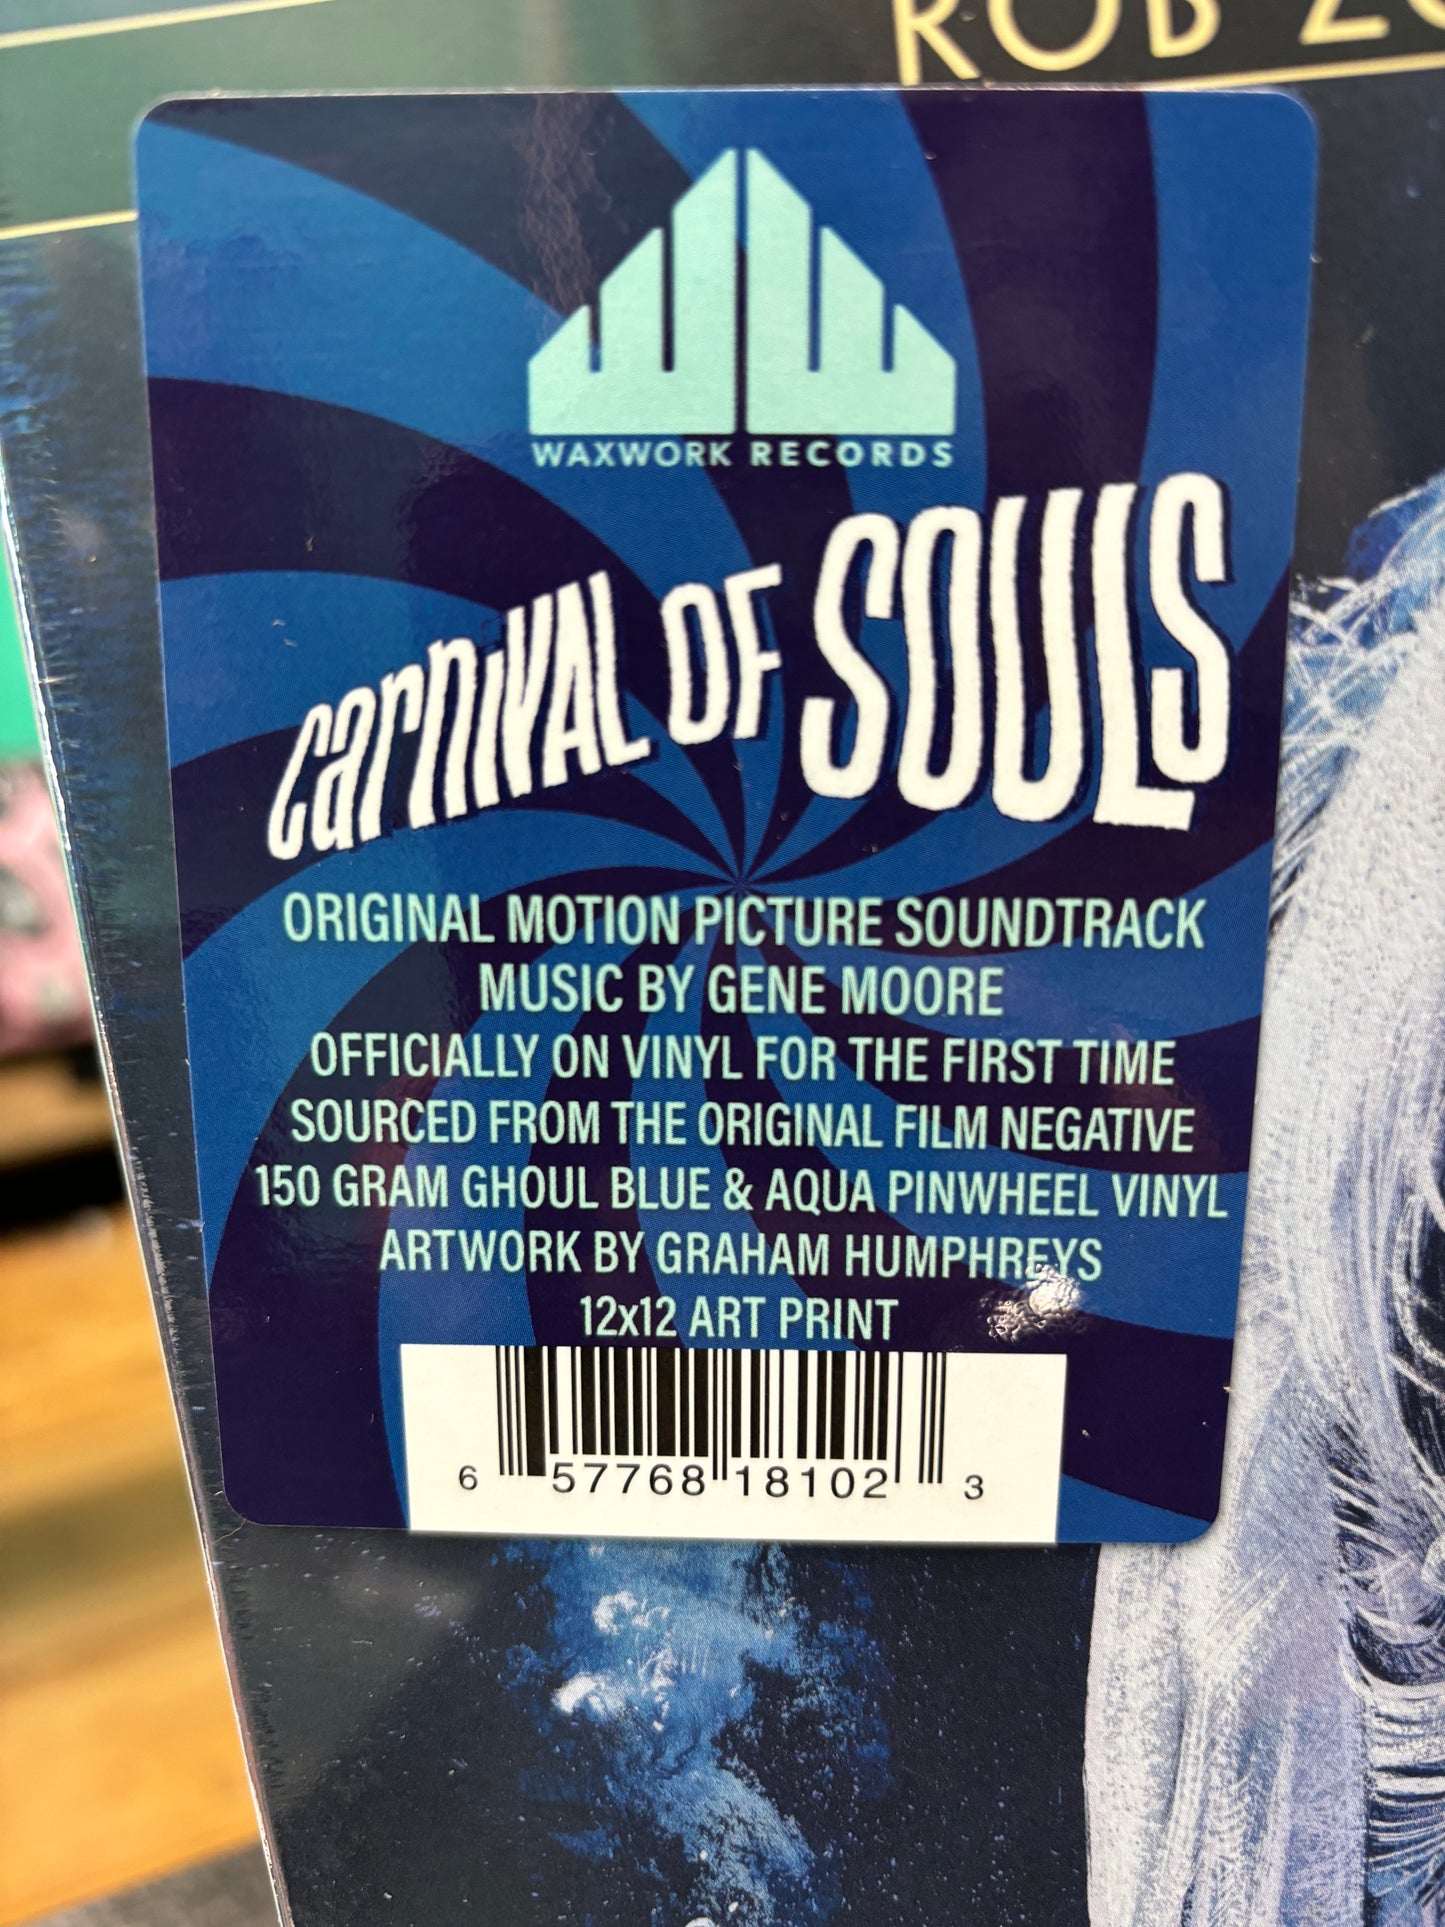 ROB
WAXWORK RECORDS
CARNIVAL OF SOULS
ORIGINAL MOTION PICTURE SOUNDTRACK
MUSIC BY GENE MOORE
OFFICIALLY ON VINYL FOR THE FIRST TIME
SOURCED FROM THE ORIGINAL FILM NEGATIVE
150 GRAM GHOUL BLUE & AQUA PINWHEEL VINYL
ARTWORK BY GRAHAM HUMPHREYS
12x12 ART PRINT
6 57768 18102 3